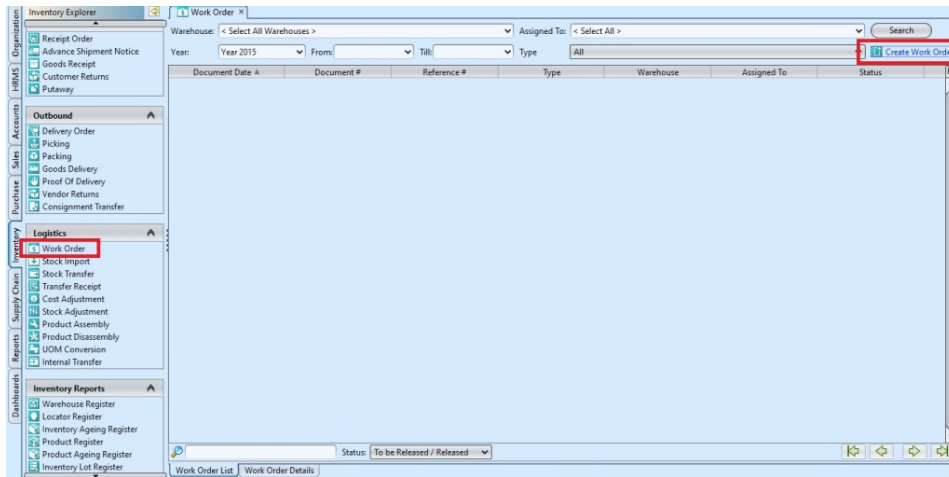 Inventory Explorer
Work Order
Organization
HRMS
Accounts
Sales
Purchase
Inventory
Supply Chain
Reports
Dashboards
Receipt Order
Advance Shipment Notice
Goods Receipt
Customer Returns
Putaway
Outbound
Delivery Order
Picking
Packing
Goods Delivery
Proof Of Delivery
Vendor Returns
Consignment Transfer
Logistics
Work Order
Stock Import
Stock Transfer
Transfer Receipt
Cost Adjustment
Stock Adjustment
Product Assembly
Product Disassembly
UOM Conversion
Internal Transfer
Inventory Reports
Warehouse Register
Locator Register
Inventory Ageing Register
Product Register
Product Ageing Register
Inventory Lot Register
Warehouse: < Select All Warehouses > Assigned To: < Select All > Search
Year: Year 2015 From: Till: Type All Create Work Orde
Document Date Document # Reference # Type Warehouse Assigned To Status
Status: To be Released / Released
Work Order List Work Order Details